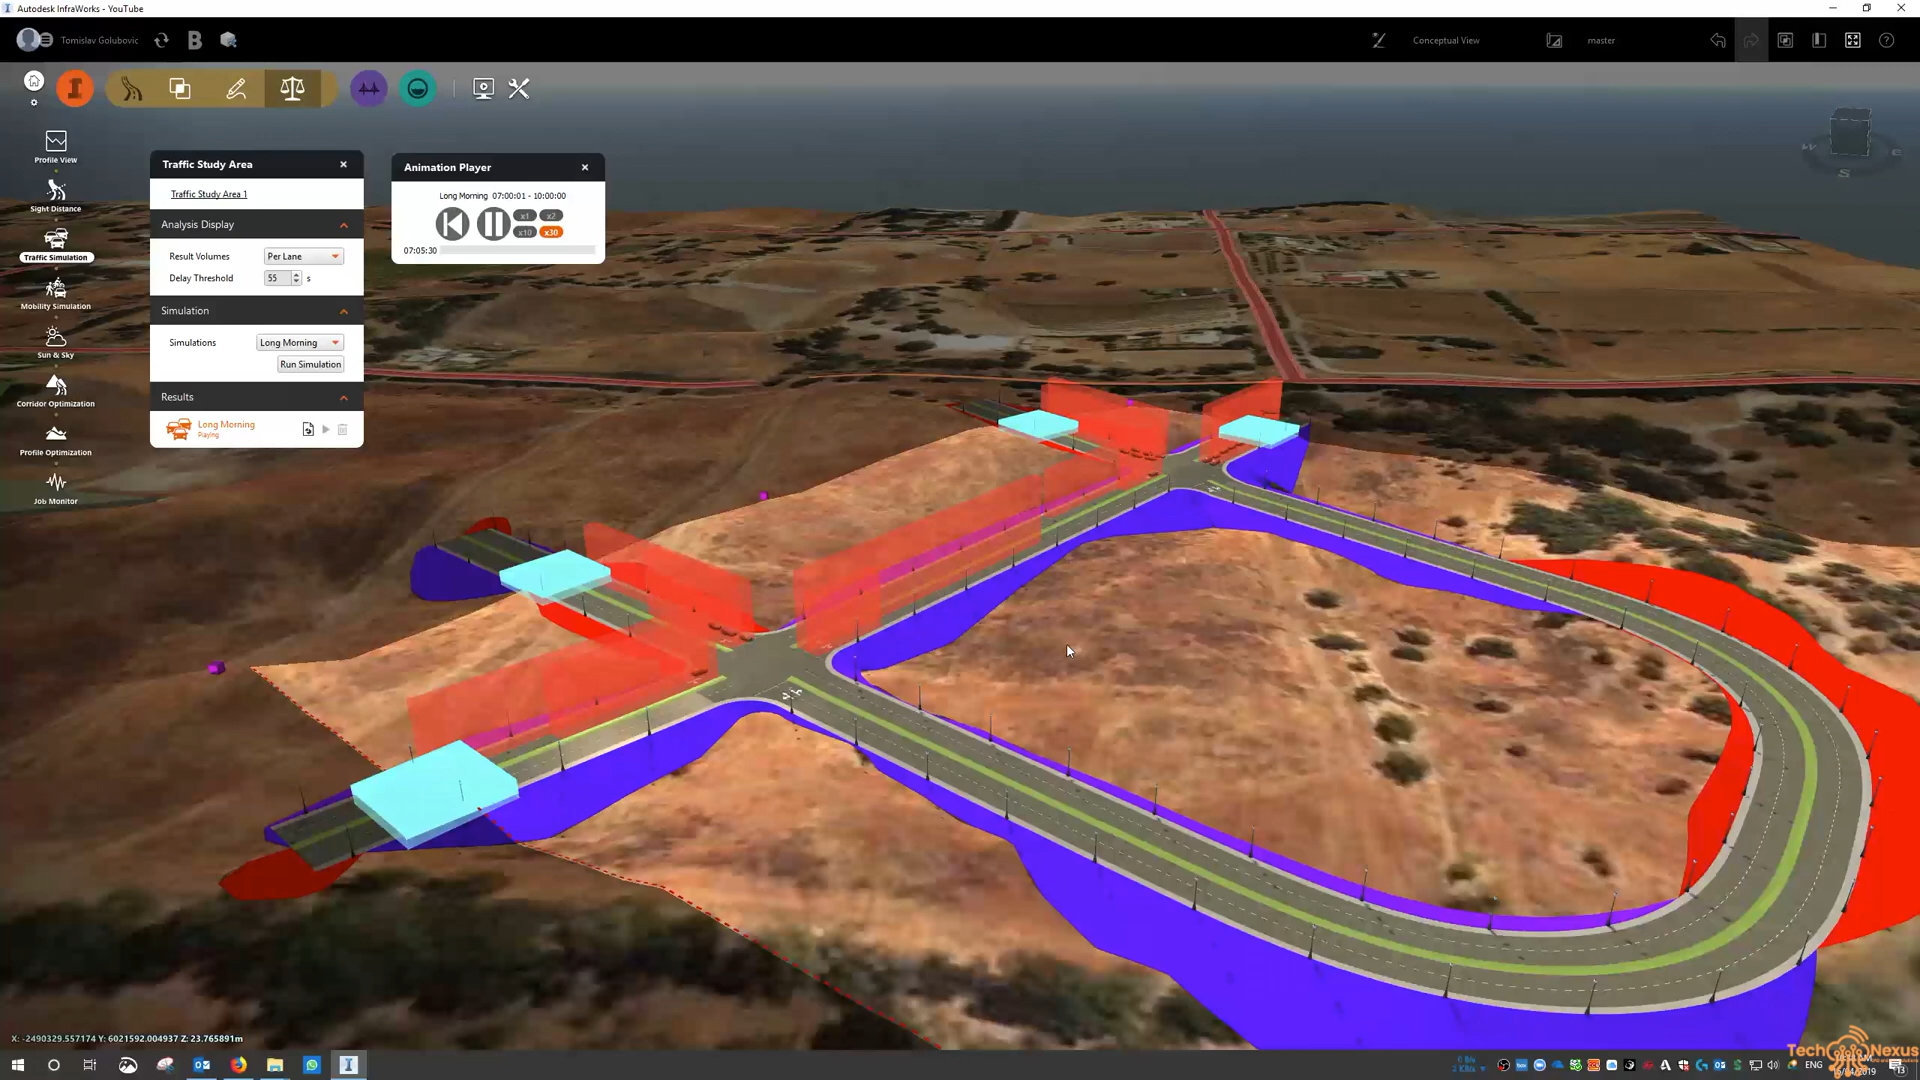 Autodesk InfraWorks - YouTube
Tomislav Golubovic
Conceptual View
master
Profile View
Sight Distance
Traffic Simulation
Mobility Simulation
Sun & Sky
Corridor Optimization
Profile Optimization
Job Monitor
Traffic Study Area
Traffic Study Area 1
Analysis Display
Result Volumes Per Lane
Delay Threshold 55 s
Simulation
Simulations Long Morning
Run Simulation
Results
Long Morning
Playing
Animation Player
Long Morning 07:00:01 - 10:00:00
x1 x2
x10 x30
07:05:30
W E
S
X: -2490329.557174 Y: 6021592.004937 Z: 23.765891m
ENG
TechNexus